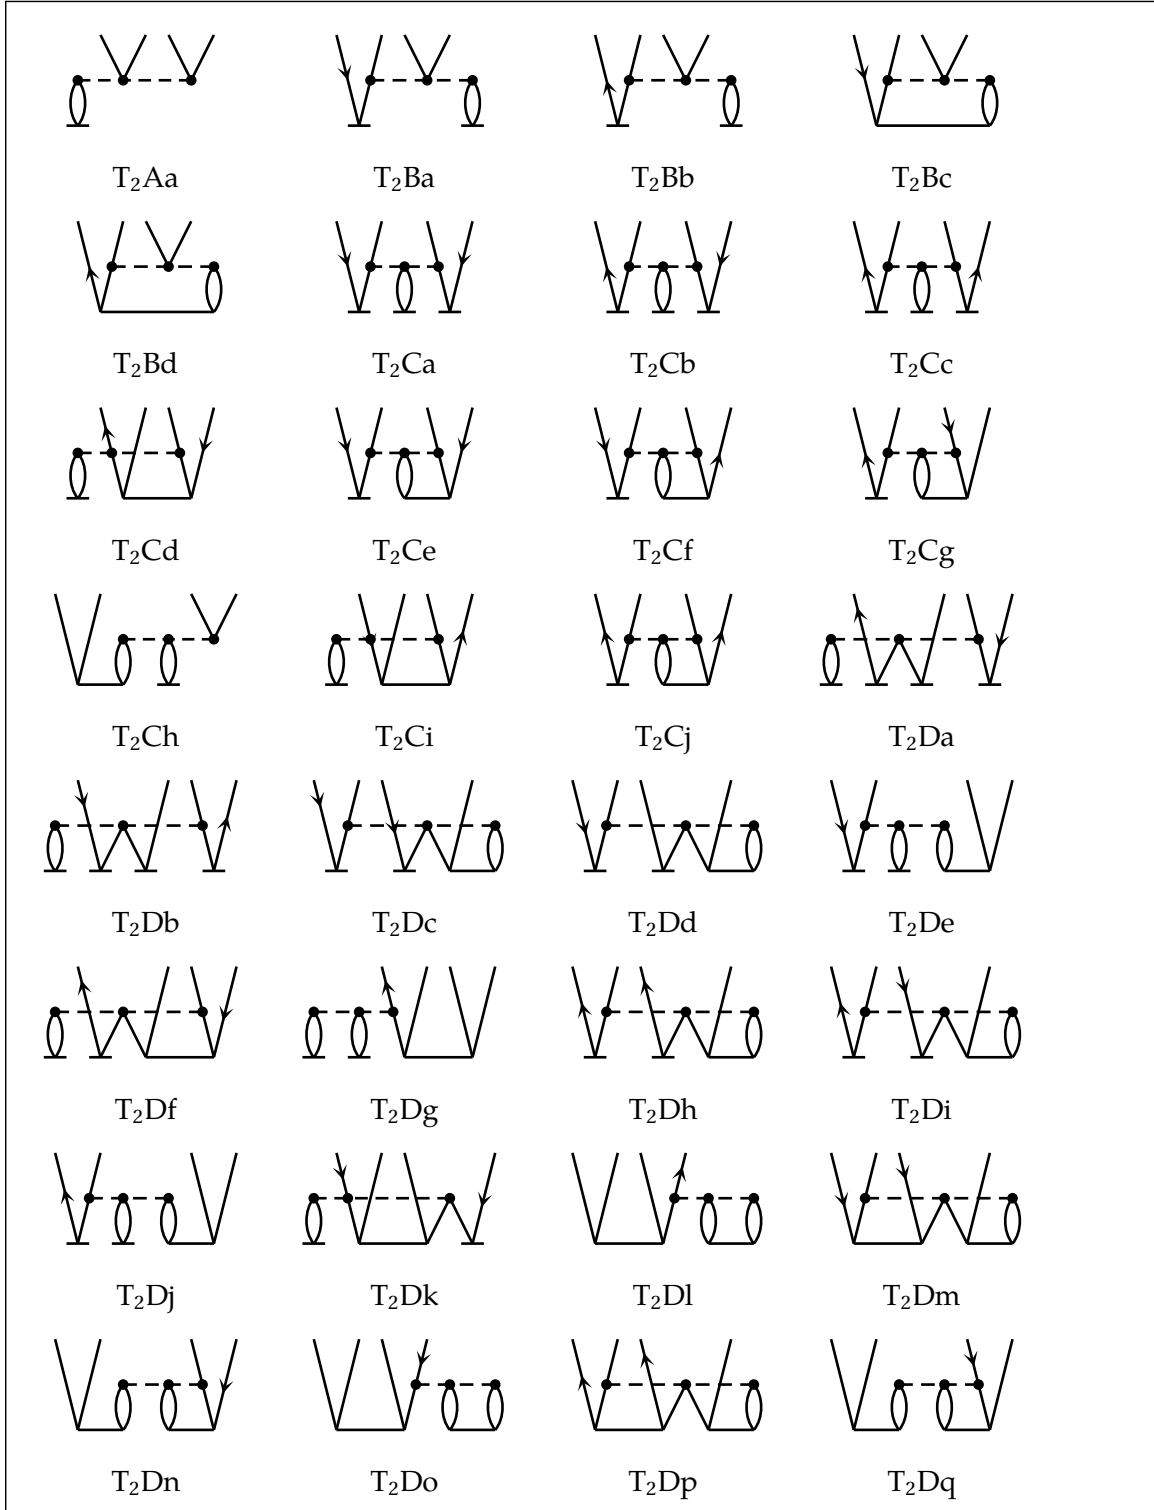 T₂Aa T₂Ba T₂Bb T₂Bc
T₂Bd T₂Ca T₂Cb T₂Cc
T₂Cd T₂Ce T₂Cf T₂Cg
T₂Ch T₂Ci T₂Cj T₂Da
T₂Db T₂Dc T₂Dd T₂De
T₂Df T₂Dg T₂Dh T₂Di
T₂Dj T₂Dk T₂Dl T₂Dm
T₂Dn T₂Do T₂Dp T₂Dq